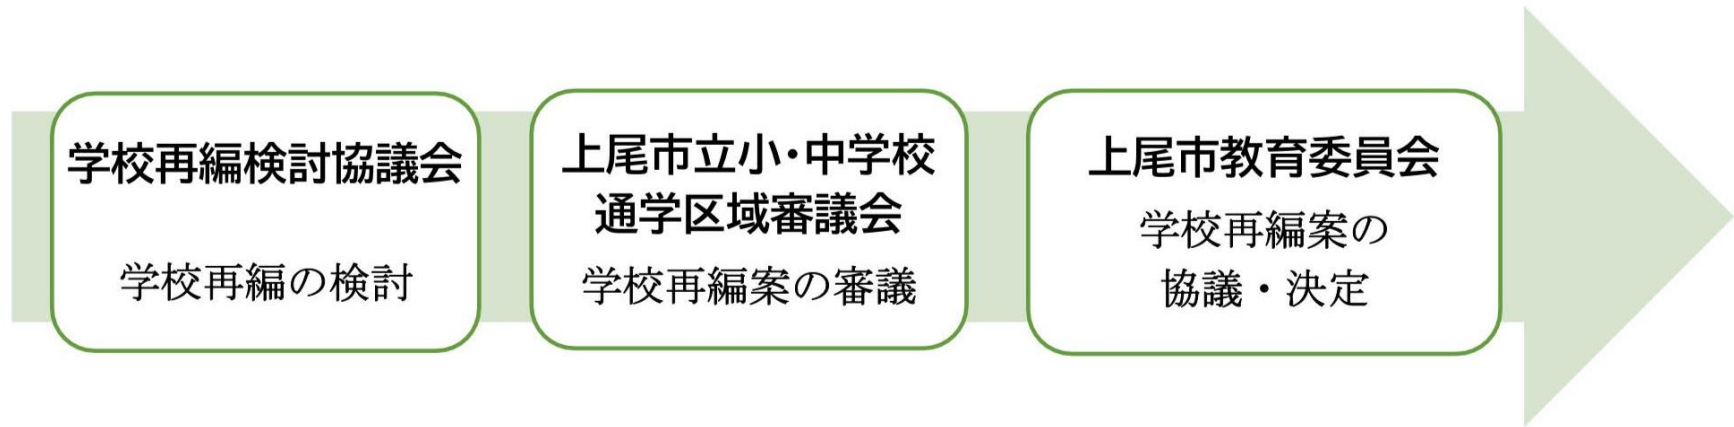 学校再編検討協議会
学校再編の検討
上尾市立小・中学校
通学区域審議会
学校再編案の審議
上尾市教育委員会
学校再編案の
協議・決定